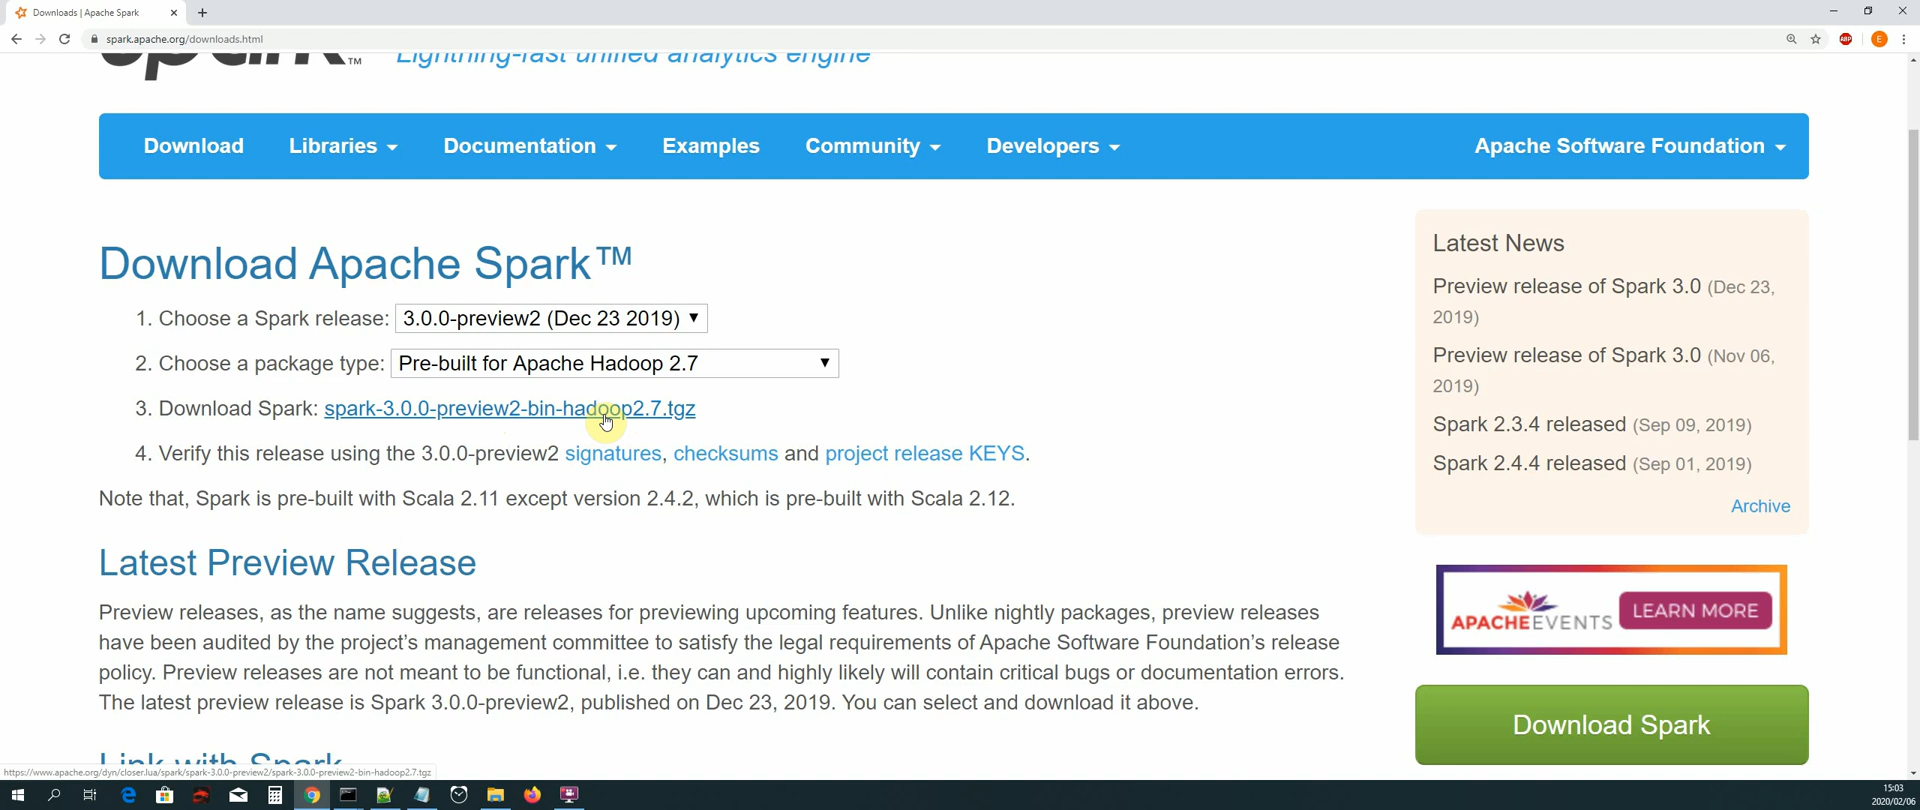 Downloads | Apache Spark
spark.apache.org/downloads.html
ABP
E
Spark™ Lightning-fast unified analytics engine
Download Libraries Documentation Examples Community Developers Apache Software Foundation
Download Apache Spark™
1. Choose a Spark release: 3.0.0-preview2 (Dec 23 2019)
2. Choose a package type: Pre-built for Apache Hadoop 2.7
3. Download Spark: spark-3.0.0-preview2-bin-hadoop2.7.tgz
4. Verify this release using the 3.0.0-preview2 signatures, checksums and project release KEYS.
Note that, Spark is pre-built with Scala 2.11 except version 2.4.2, which is pre-built with Scala 2.12.
Latest Preview Release
Preview releases, as the name suggests, are releases for previewing upcoming features. Unlike nightly packages, preview releases
have been audited by the project's management committee to satisfy the legal requirements of Apache Software Foundation's release
policy. Preview releases are not meant to be functional, i.e. they can and highly likely will contain critical bugs or documentation errors.
The latest preview release is Spark 3.0.0-preview2, published on Dec 23, 2019. You can select and download it above.
Link with Spark
Latest News
Preview release of Spark 3.0 (Dec 23,
2019)
Preview release of Spark 3.0 (Nov 06,
2019)
Spark 2.3.4 released (Sep 09, 2019)
Spark 2.4.4 released (Sep 01, 2019)
Archive
APACHEEVENTS LEARN MORE
Download Spark
https://www.apache.org/dyn/closer.lua/spark/spark-3.0.0-preview2/spark-3.0.0-preview2-bin-hadoop2.7.tgz
15:03
2020/02/06